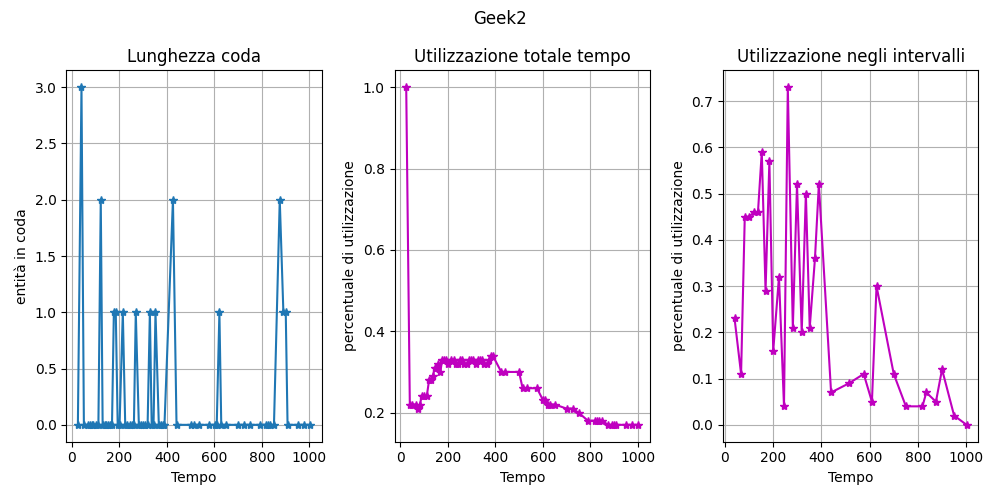 Geek2
Lunghezza coda
entità in coda
3.0
2.5
2.0
1.5
1.0
0.5
0.0
0 200 400 600 800 1000
Tempo
Utilizzazione totale tempo
percentuale di utilizzazione
1.0
0.8
0.6
0.4
0.2
0 200 400 600 800 1000
Tempo
Utilizzazione negli intervalli
percentuale di utilizzazione
0.7
0.6
0.5
0.4
0.3
0.2
0.1
0.0
0 200 400 600 800 1000
Tempo